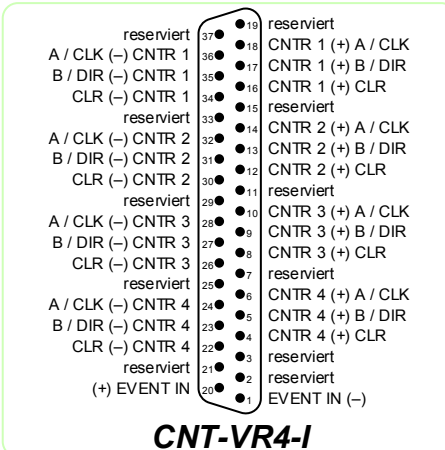 reserviert 37
A / CLK (–) CNTR 1 36
B / DIR (–) CNTR 1 35
CLR (–) CNTR 1 34
reserviert 33
A / CLK (–) CNTR 2 32
B / DIR (–) CNTR 2 31
CLR (–) CNTR 2 30
reserviert 29
A / CLK (–) CNTR 3 28
B / DIR (–) CNTR 3 27
CLR (–) CNTR 3 26
reserviert 25
A / CLK (–) CNTR 4 24
B / DIR (–) CNTR 4 23
CLR (–) CNTR 4 22
reserviert 21
(+) EVENT IN 20
19 reserviert
18 CNTR 1 (+) A / CLK
17 CNTR 1 (+) B / DIR
16 CNTR 1 (+) CLR
15 reserviert
14 CNTR 2 (+) A / CLK
13 CNTR 2 (+) B / DIR
12 CNTR 2 (+) CLR
11 reserviert
10 CNTR 3 (+) A / CLK
9 CNTR 3 (+) B / DIR
8 CNTR 3 (+) CLR
7 reserviert
6 CNTR 4 (+) A / CLK
5 CNTR 4 (+) B / DIR
4 CNTR 4 (+) CLR
3 reserviert
2 reserviert
1 EVENT IN (–)
CNT-VR4-I